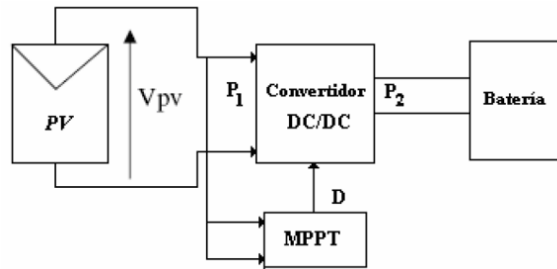 PV
Vpv
P1
Convertidor
DC/DC
P2
Batería
D
MPPT